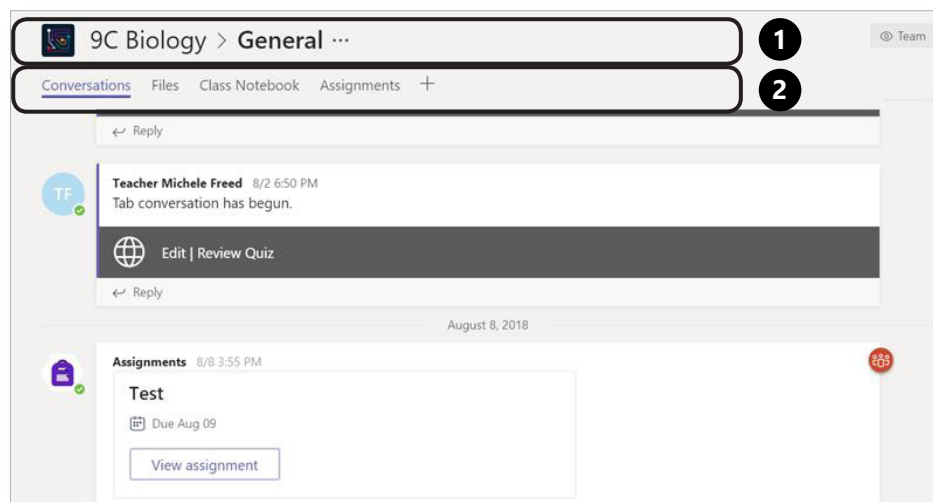 9C Biology > General ...
1
Team
Conversations Files Class Notebook Assignments +
2
Reply
TF
Teacher Michele Freed 8/2 6:50 PM
Tab conversation has begun.
Edit | Review Quiz
Reply
August 8, 2018
Assignments 8/8 3:55 PM
Test
Due Aug 09
View assignment